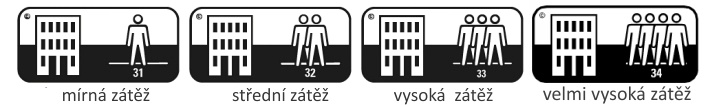 © 31 © 32 © 33 © 34
mírná zátěž střední zátěž vysoká zátěž velmi vysoká zátěž